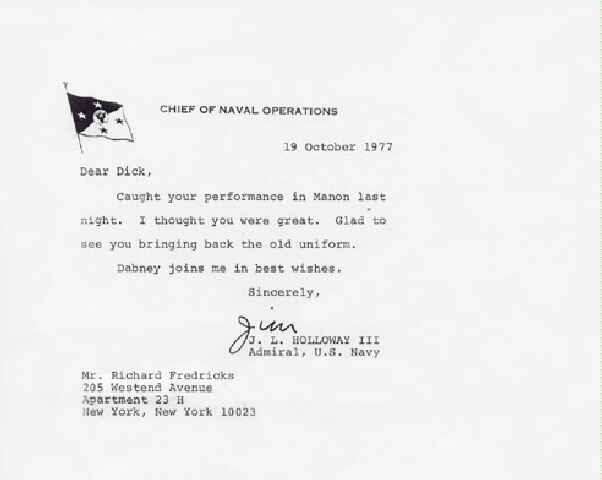 CHIEF OF NAVAL OPERATIONS
19 October 1977
Dear Dick,
Caught your performance in Manon last
night. I thought you were great. Glad to
see you bringing back the old uniform.
Dabney joins me in best wishes.
Sincerely,
Jim
J. L. HOLLOWAY III
Admiral, U.S. Navy
Mr. Richard Fredricks
205 Westend Avenue
Apartment 23 H
New York, New York 10023